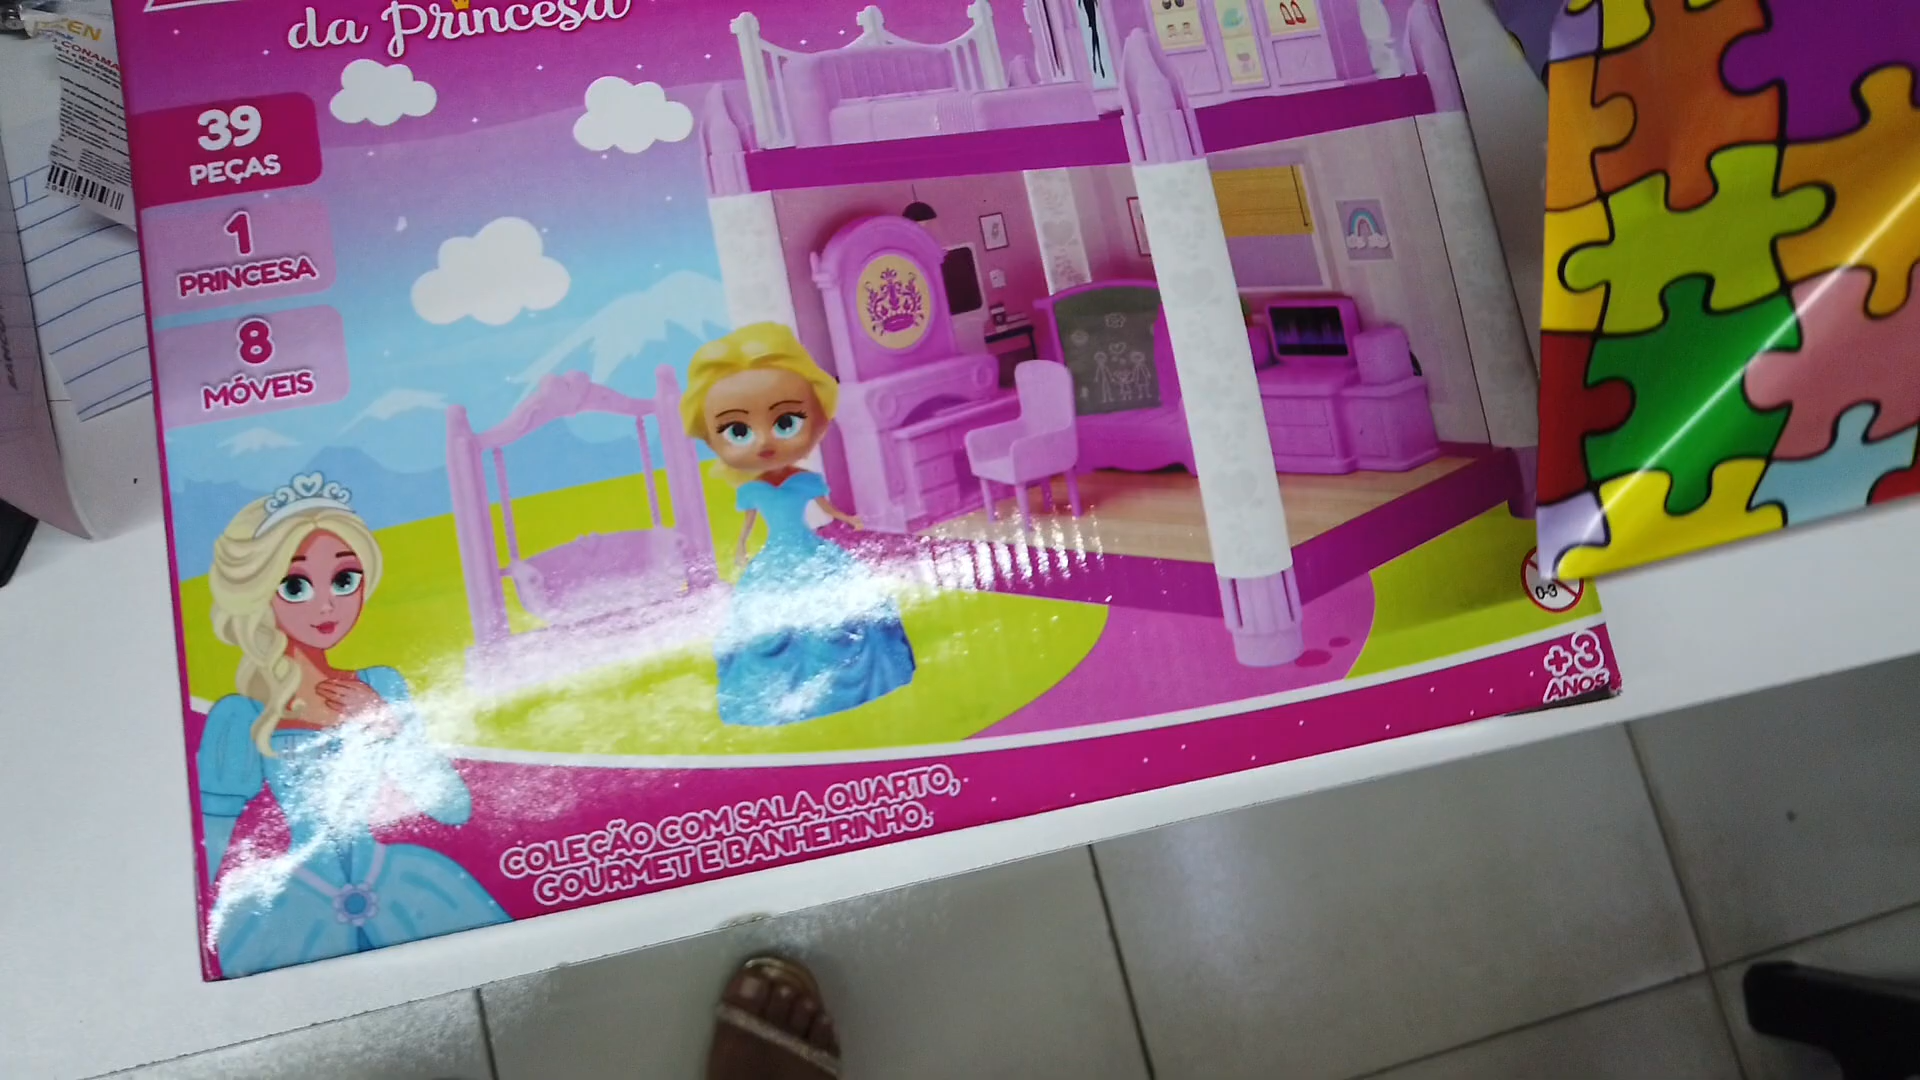 da Princesa
39
PEÇAS
1
PRINCESA
8
MÓVEIS
0-3
+3
ANOS
COLEÇÃO COM SALA, QUARTO,
GOURMET E BANHEIRINHO.